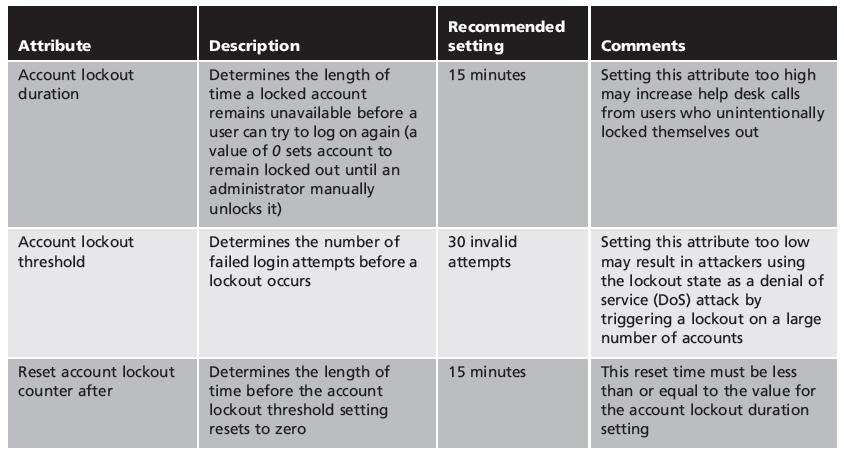 Attribute
Description
Recommended
setting
Comments
Account lockout
duration
Determines the length of
time a locked account
remains unavailable before a
user can try to log on again (a
value of 0 sets account to
remain locked out until an
administrator manually
unlocks it)
15 minutes
Setting this attribute too high
may increase help desk calls
from users who unintentionally
locked themselves out
Account lockout
threshold
Determines the number of
failed login attempts before a
lockout occurs
30 invalid
attempts
Setting this attribute too low
may result in attackers using
the lockout state as a denial of
service (DoS) attack by
triggering a lockout on a large
number of accounts
Reset account lockout
counter after
Determines the length of
time before the account
lockout threshold setting
resets to zero
15 minutes
This reset time must be less
than or equal to the value for
the account lockout duration
setting